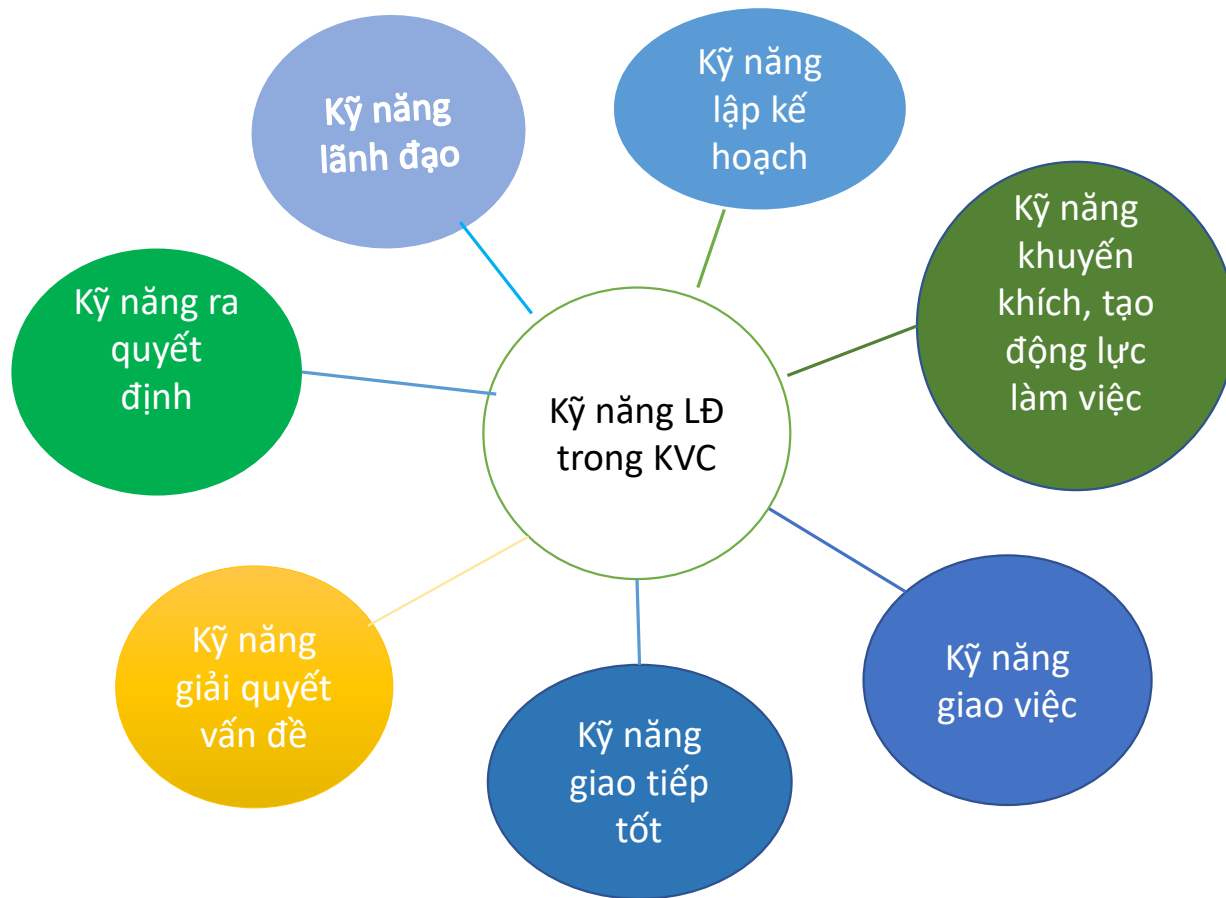 Kỹ năng
lãnh đạo
Kỹ năng
lập kế
hoạch
Kỹ năng
khuyến
khích, tạo
động lực
làm việc
Kỹ năng ra
quyết
định
Kỹ năng LĐ
trong KVC
Kỹ năng
giải quyết
vấn đề
Kỹ năng
giao tiếp
tốt
Kỹ năng
giao việc